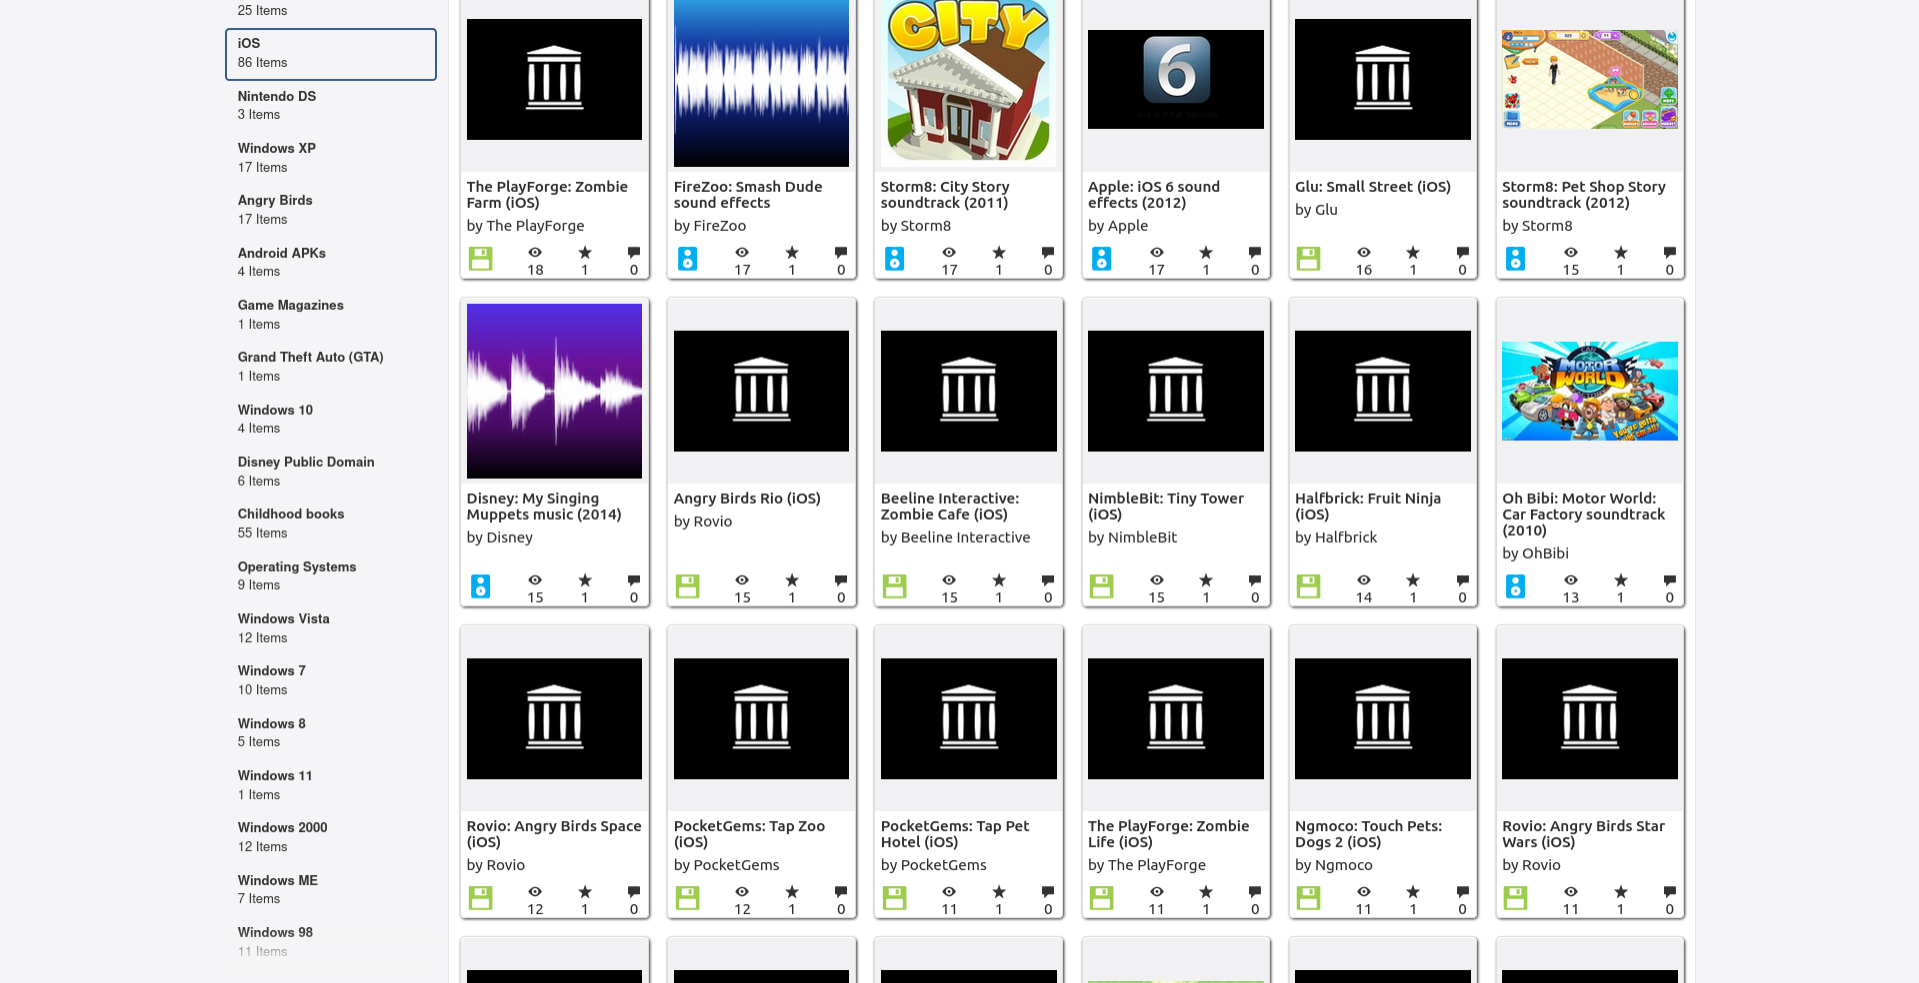 25 Items
iOS
86 Items
Nintendo DS
3 Items
Windows XP
17 Items
Angry Birds
17 Items
Android APKs
4 Items
Game Magazines
1 Items
Grand Theft Auto (GTA)
1 Items
Windows 10
4 Items
Disney Public Domain
6 Items
Childhood books
55 Items
Operating Systems
9 Items
Windows Vista
12 Items
Windows 7
10 Items
Windows 8
5 Items
Windows 11
1 Items
Windows 2000
12 Items
Windows ME
7 Items
Windows 98
11 Items
The PlayForge: Zombie
Farm (iOS)
by The PlayForge
18 1 0
FireZoo: Smash Dude
sound effects
by FireZoo
17 1 0
CITY
Storm8: City Story
soundtrack (2011)
by Storm8
17 1 0
6
iOS 6 RAW Sounds
Apple: iOS 6 sound
effects (2012)
by Apple
17 1 0
Glu: Small Street (iOS)
by Glu
16 1 0
Storm8: Pet Shop Story
soundtrack (2012)
by Storm8
15 1 0
Disney: My Singing
Muppets music (2014)
by Disney
15 1 0
Angry Birds Rio (iOS)
by Rovio
15 1 0
Beeline Interactive:
Zombie Cafe (iOS)
by Beeline Interactive
15 1 0
NimbleBit: Tiny Tower
(iOS)
by NimbleBit
15 1 0
Halfbrick: Fruit Ninja
(iOS)
by Halfbrick
14 1 0
MOTOR
WORLD
You've gotta
Oh Bibi: Motor World:
Car Factory soundtrack
(2010)
by OhBibi
13 1 0
Rovio: Angry Birds Space
(iOS)
by Rovio
12 1 0
PocketGems: Tap Zoo
(iOS)
by PocketGems
12 1 0
PocketGems: Tap Pet
Hotel (iOS)
by PocketGems
11 1 0
The PlayForge: Zombie
Life (iOS)
by The PlayForge
11 1 0
Ngmoco: Touch Pets:
Dogs 2 (iOS)
by Ngmoco
11 1 0
Rovio: Angry Birds Star
Wars (iOS)
by Rovio
11 1 0